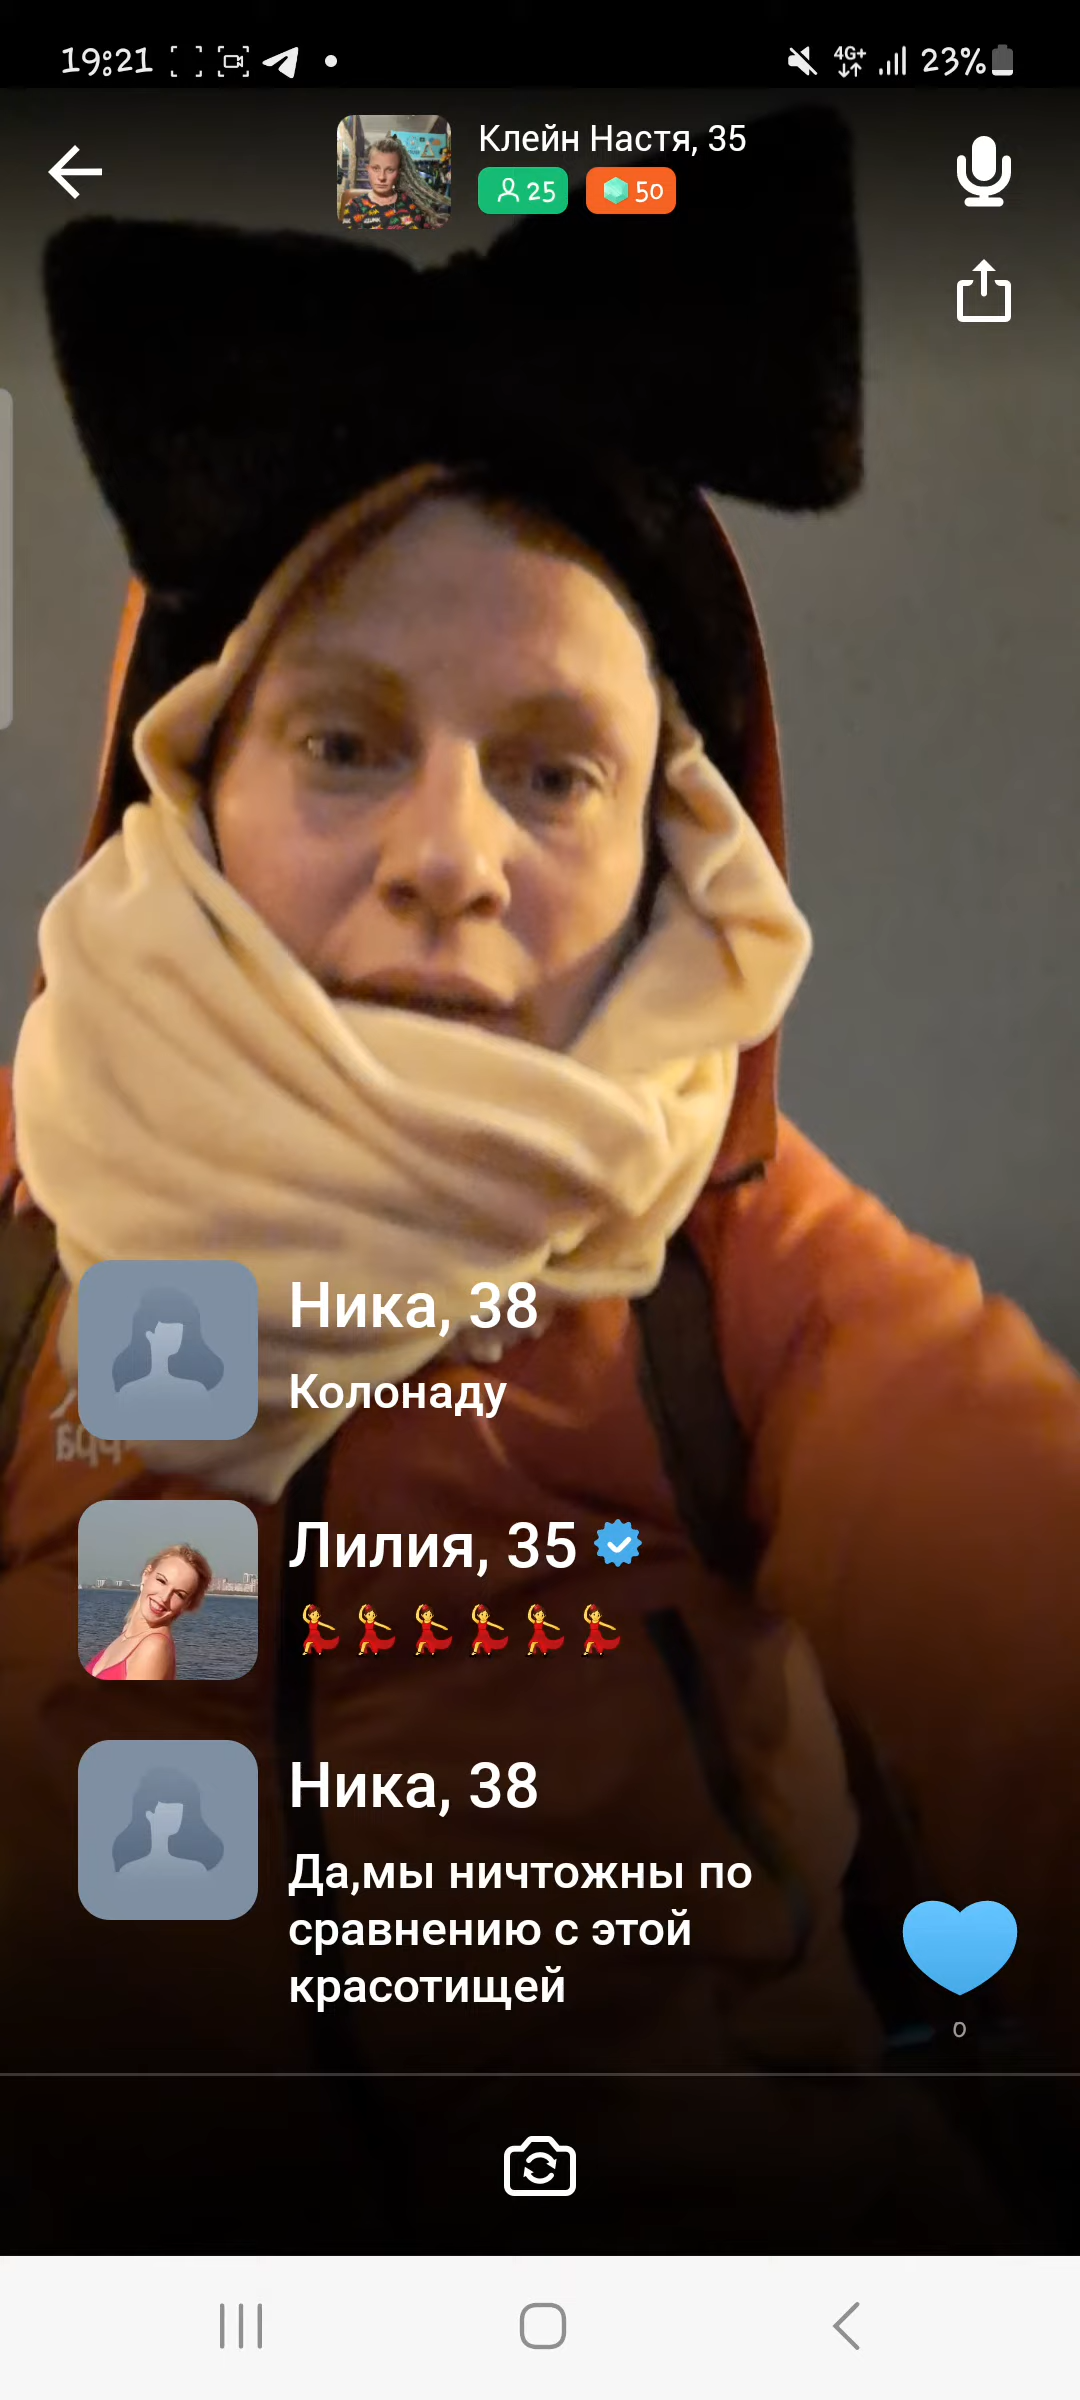 19:21
4G+
23%
Клейн Настя, 35
25
50
Ника, 38
Колонаду
Лилия, 35
Ника, 38
Да,мы ничтожны по
сравнению с этой
красотищей
0